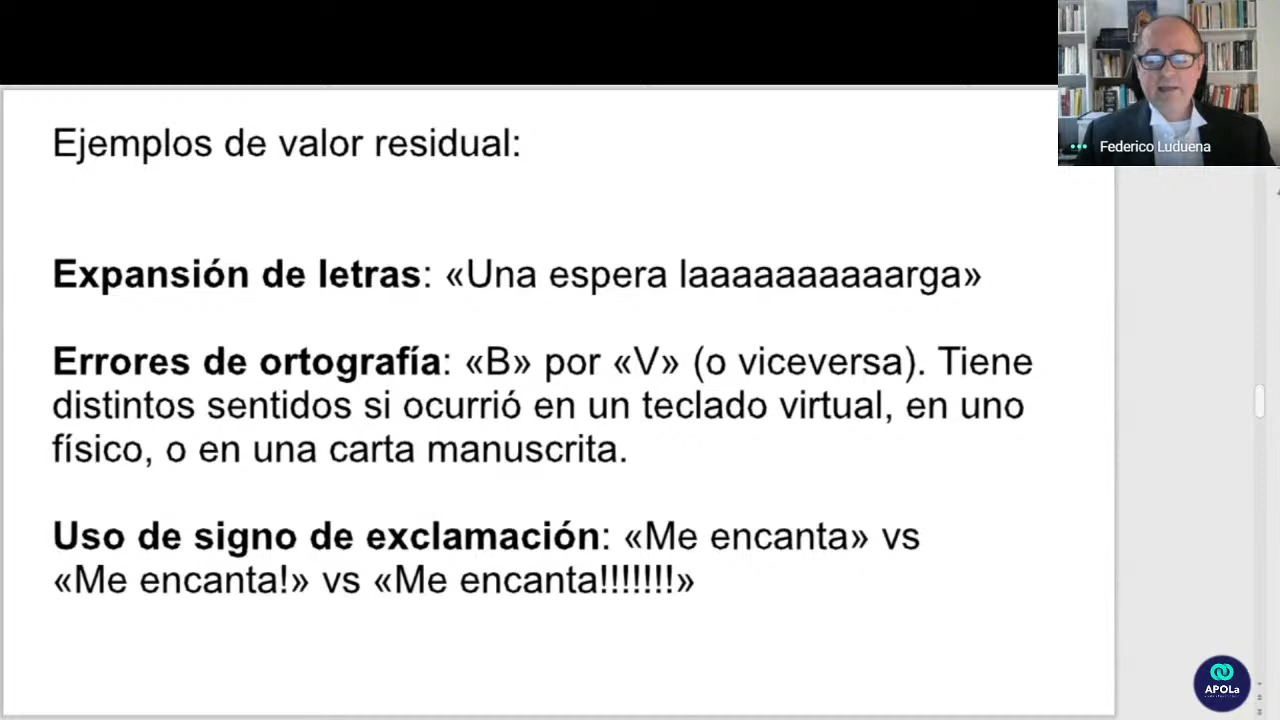 Federico Luduena
Ejemplos de valor residual:
Expansión de letras: «Una espera laaaaaaaaaarga»
Errores de ortografía: «B» por «V» (o viceversa). Tiene
distintos sentidos si ocurrió en un teclado virtual, en uno
físico, o en una carta manuscrita.
Uso de signo de exclamación: «Me encanta» vs
«Me encanta!» vs «Me encanta!!!!!!!»
APOLa